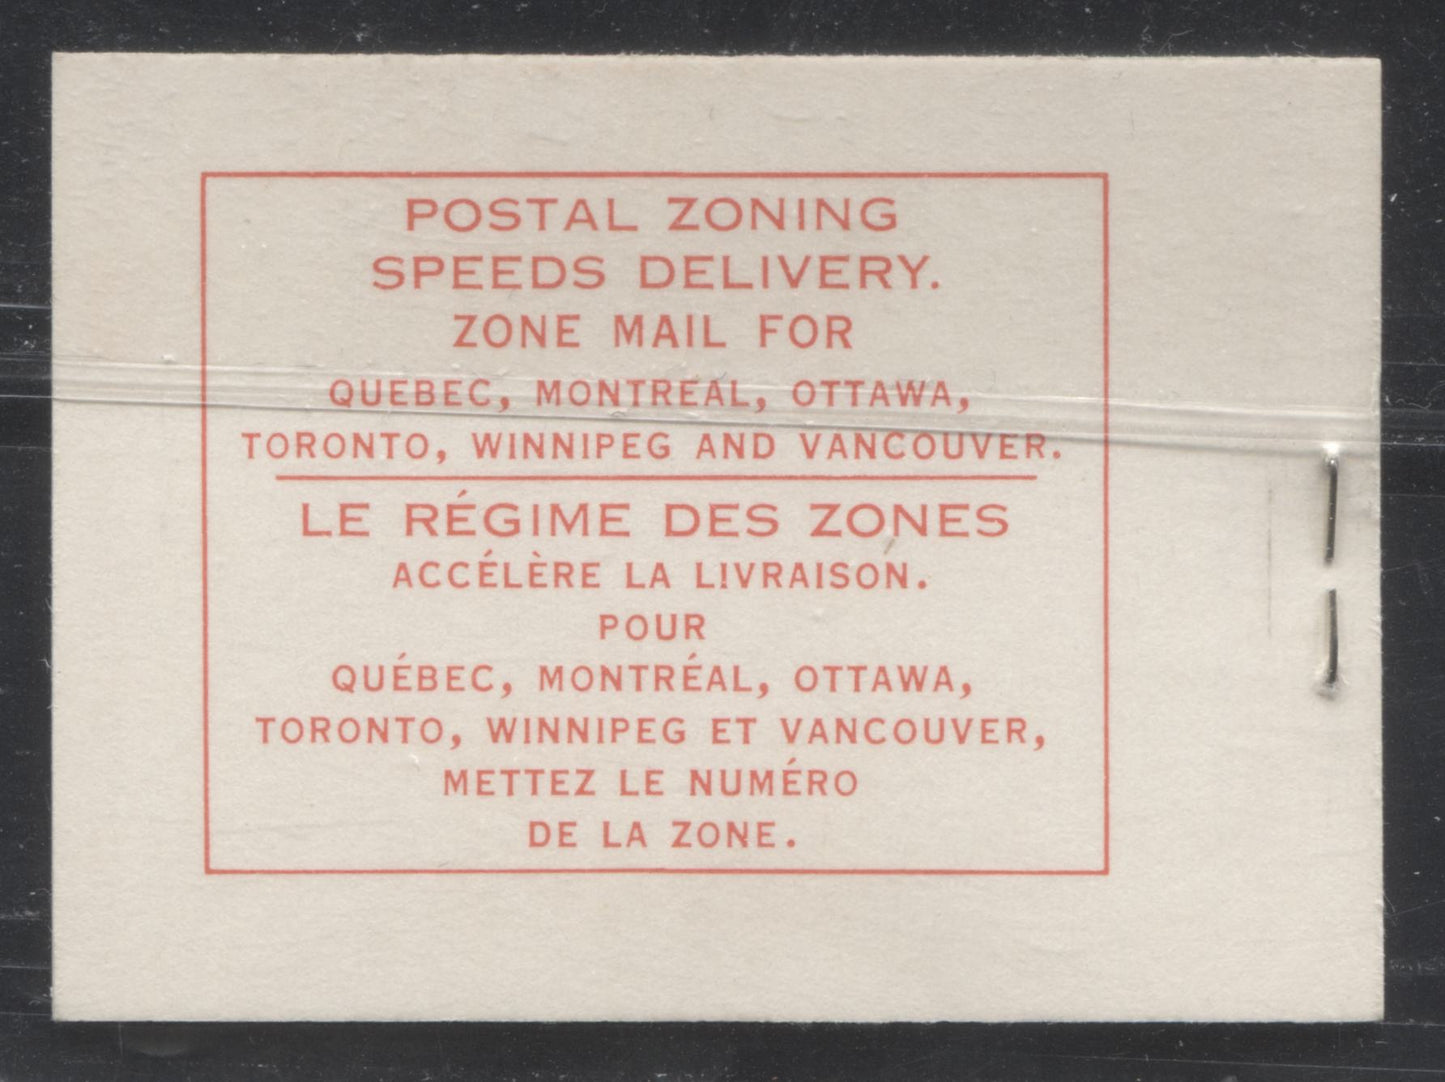 POSTAL ZONING
SPEEDS DELIVERY.
ZONE MAIL FOR
QUEBEC, MONTREAL, OTTAWA,
TORONTO, WINNIPEG AND VANCOUVER.
LE RÉGIME DES ZONES
ACCÉLÈRE LA LIVRAISON.
POUR
QUÉBEC, MONTRÉAL, OTTAWA,
TORONTO, WINNIPEG ET VANCOUVER,
METTEZ LE NUMÉRO
DE LA ZONE.